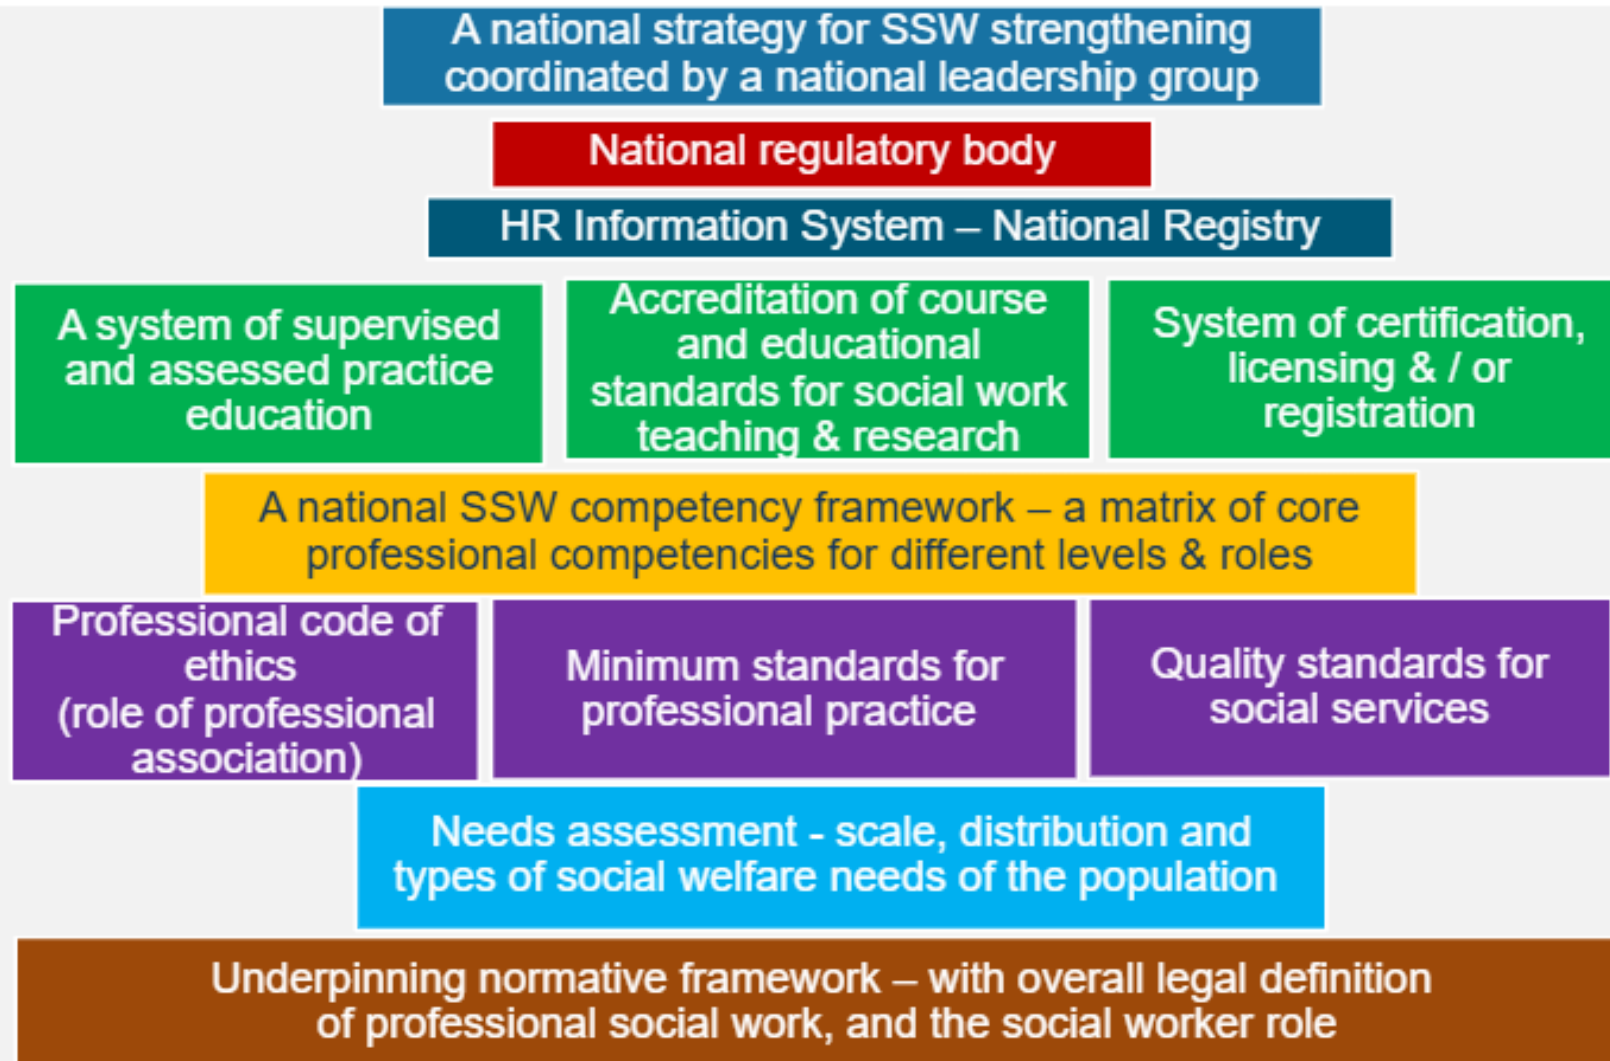 A national strategy for SSW strengthening
coordinated by a national leadership group
National regulatory body
HR Information System – National Registry
A system of supervised
and assessed practice
education
Accreditation of course
and educational
standards for social work
teaching & research
System of certification,
licensing & / or
registration
A national SSW competency framework – a matrix of core
professional competencies for different levels & roles
Professional code of
ethics
(role of professional
association)
Minimum standards for
professional practice
Quality standards for
social services
Needs assessment - scale, distribution and
types of social welfare needs of the population
Underpinning normative framework – with overall legal definition
of professional social work, and the social worker role